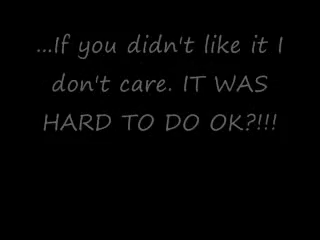 ...If you didn't like it I
don't care. IT WAS
HARD TO DO OK?!!!